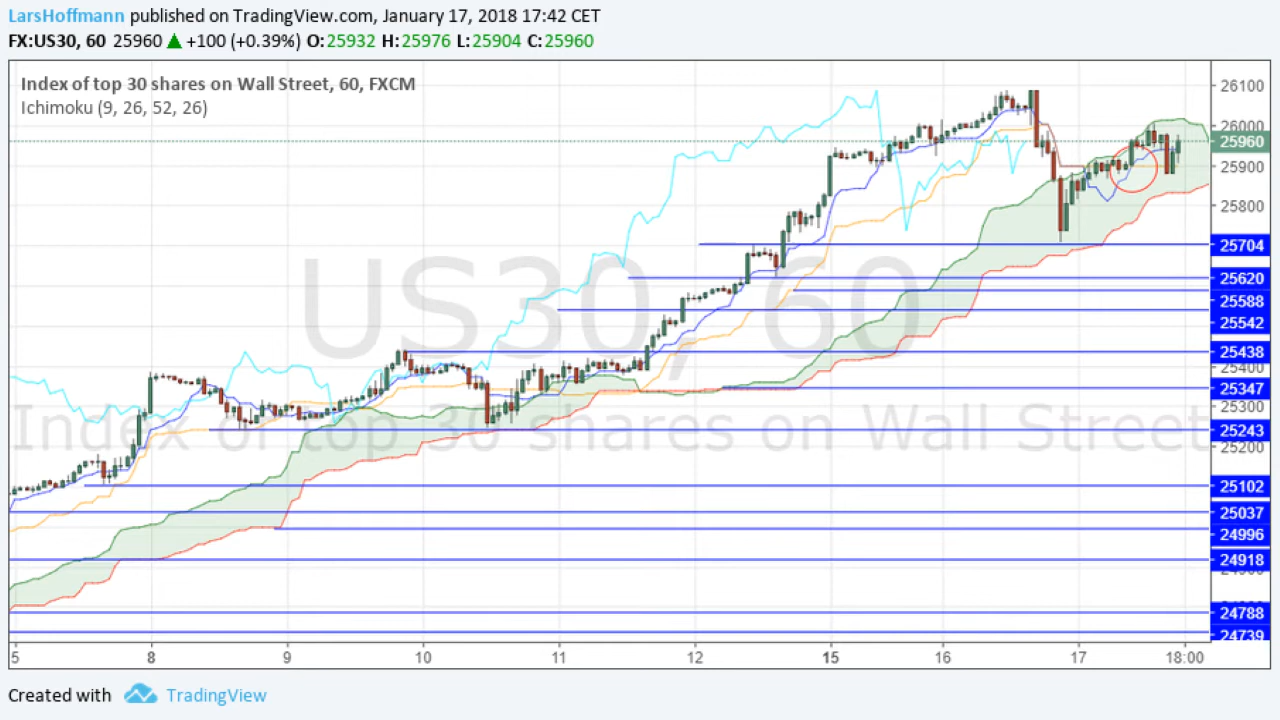 LarsHoffmann published on TradingView.com, January 17, 2018 17:42 CET
FX:US30, 60 25960 ▲ +100 (+0.39%) O:25932 H:25976 L:25904 C:25960
Index of top 30 shares on Wall Street, 60, FXCM
Ichimoku (9, 26, 52, 26)
US30, 60
Index of top 30 shares on Wall Street
26100
26000
25960
25900
25800
25704
25620
25588
25542
25438
25400
25347
25300
25243
25200
25102
25037
24996
24918
24788
24739
5 8 9 10 11 12 15 16 17 18:00
Created with TradingView